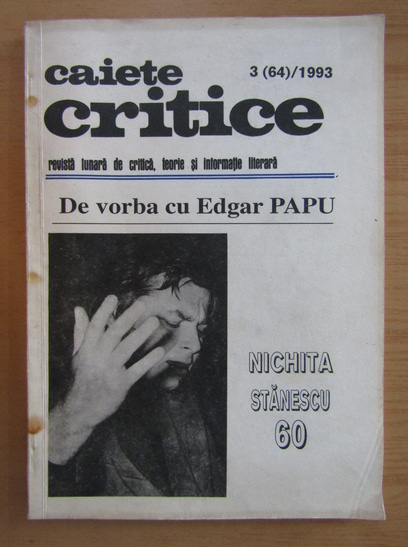 caiete
3 (64)/1993
critice
revistă lunară de critică, teorie și informație literară
De vorba cu Edgar PAPU
NICHITA
STĂNESCU
60